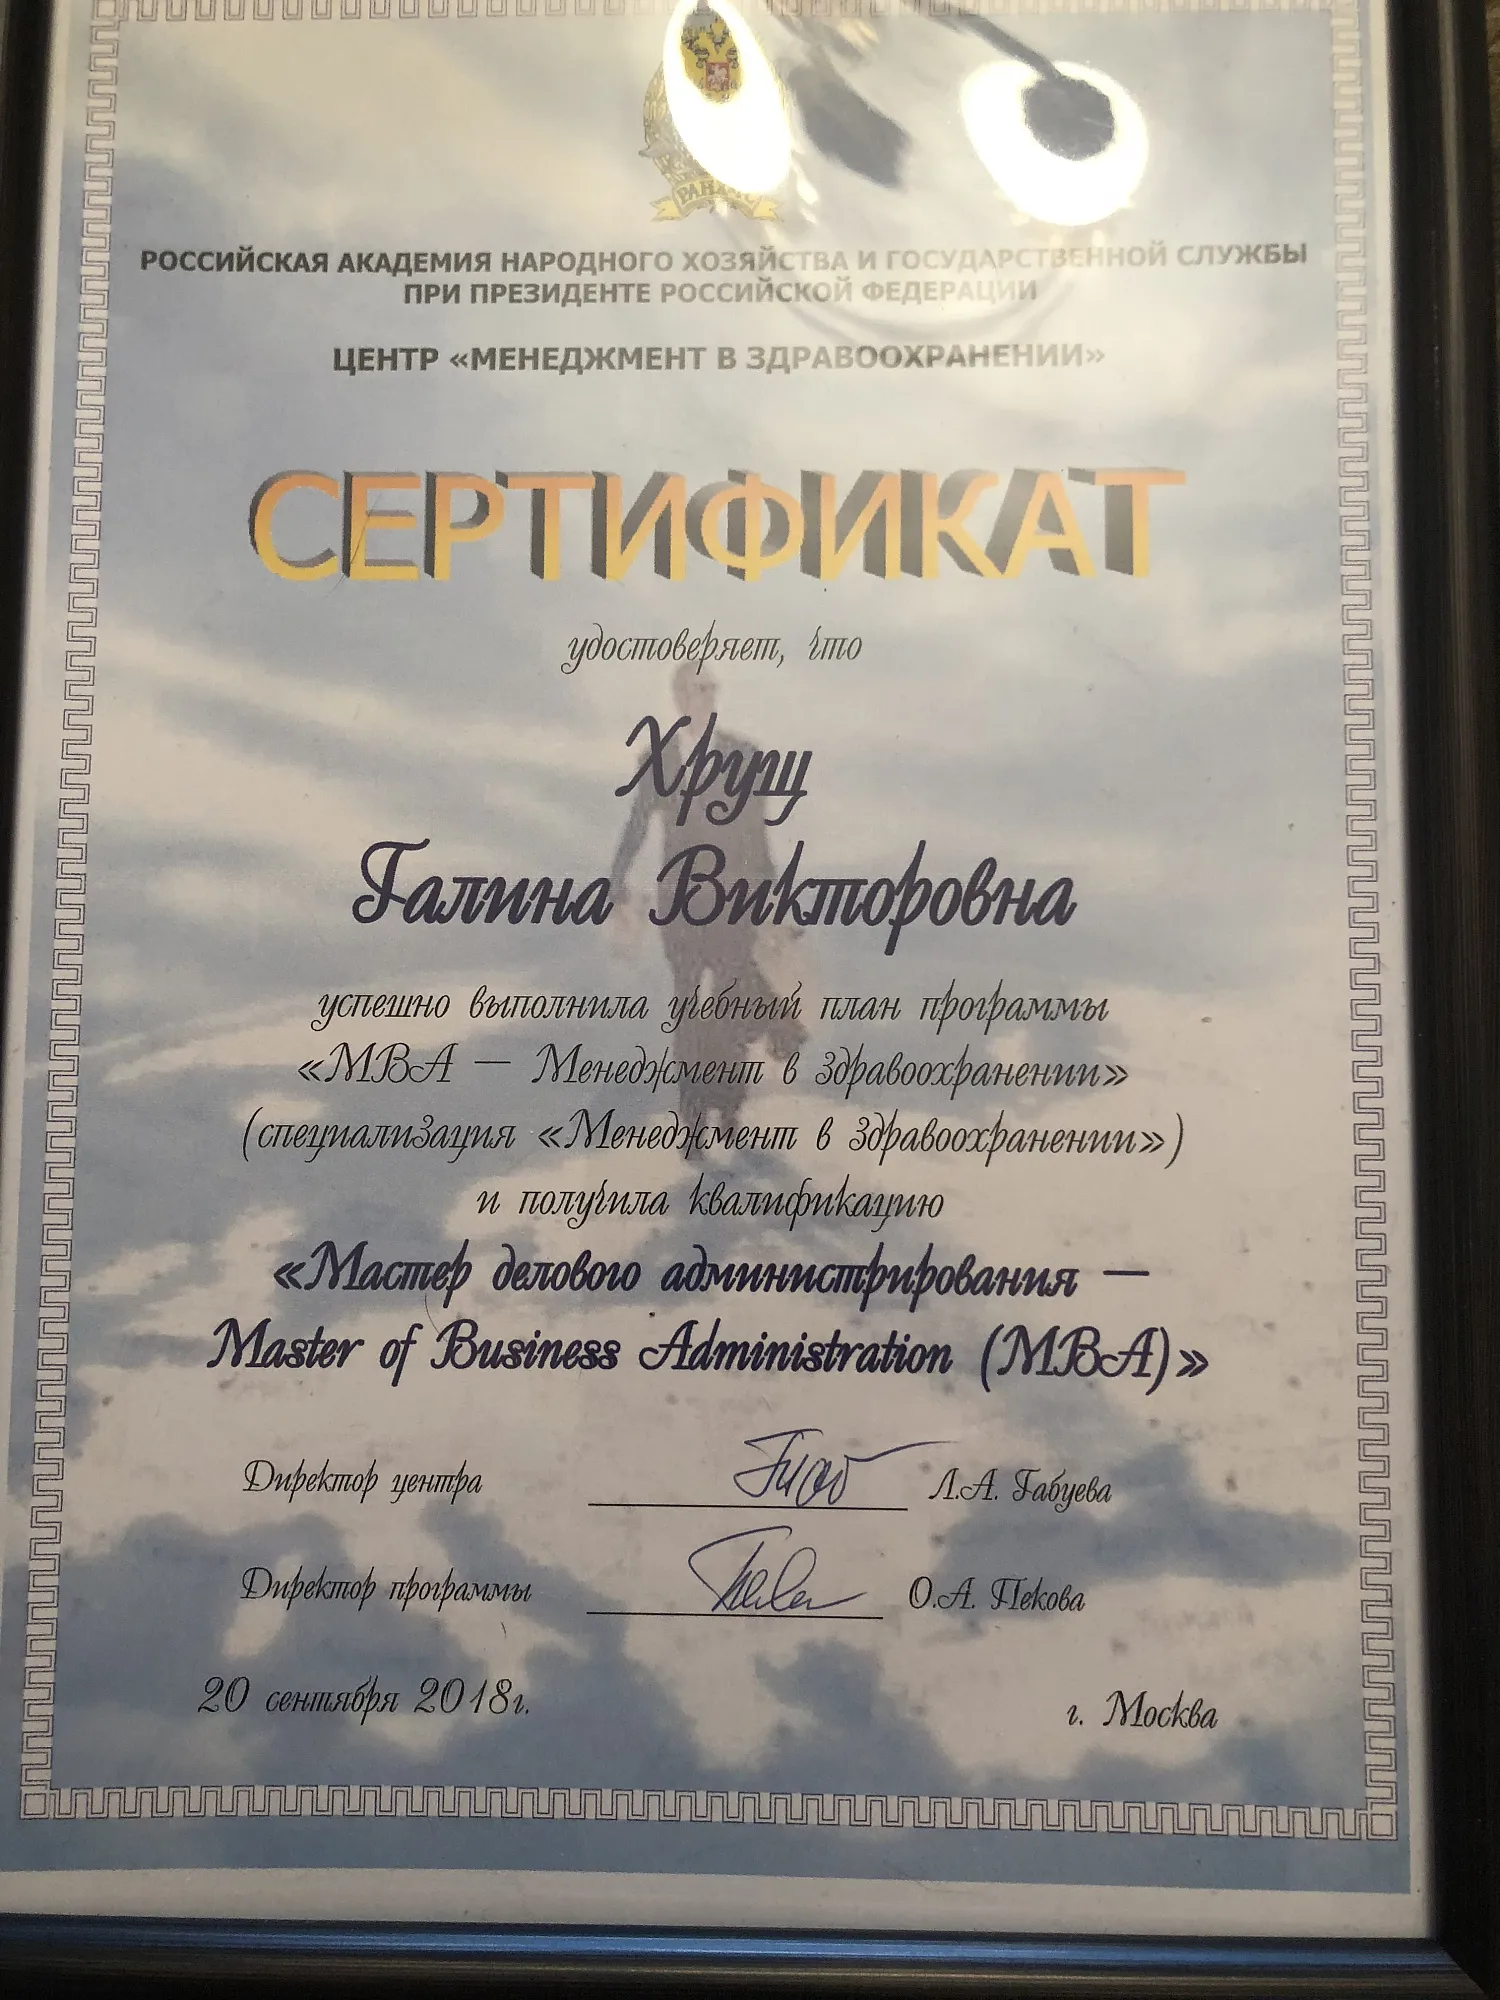 РОССИЙСКАЯ АКАДЕМИЯ НАРОДНОГО ХОЗЯЙСТВА И ГОСУДАРСТВЕННОЙ СЛУЖБЫ
ПРИ ПРЕЗИДЕНТЕ РОССИЙСКОЙ ФЕДЕРАЦИИ
ЦЕНТР «МЕНЕДЖМЕНТ В ЗДРАВООХРАНЕНИИ»
СЕРТИФИКАТ
удостоверяет, что
Хрущ
Галина Викторовна
успешно выполнила учебный план программы
«МВА — Менеджмент в здравоохранении»
(специализация «Менеджмент в здравоохранении»)
и получила квалификацию
«Мастер делового администрирования —
Master of Business Administration (MBA)»
Директор центра Л.А. Габуева
Директор программы О.А. Пекова
20 сентября 2018г. г. Москва